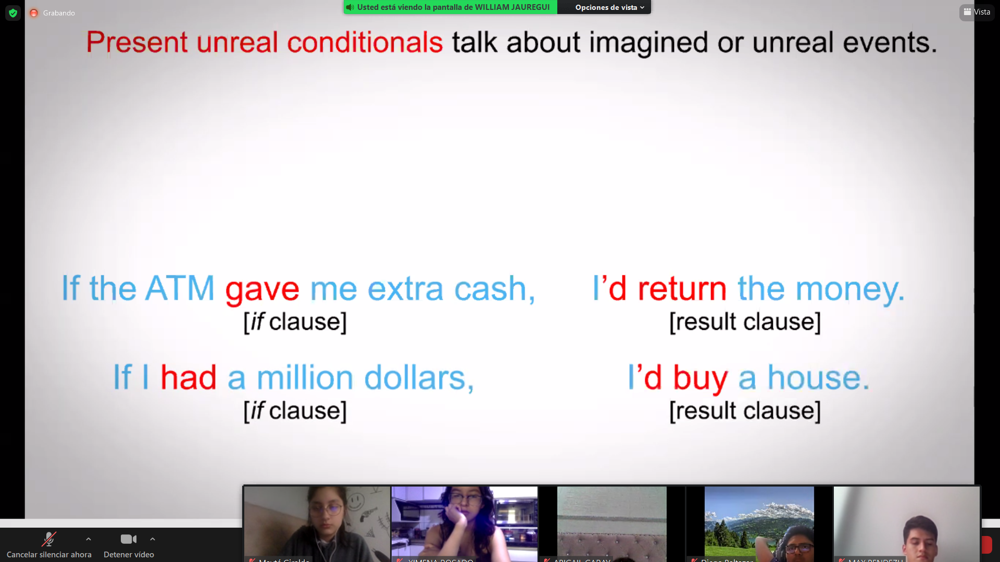 Grabando
Usted está viendo la pantalla de WILLIAM JAUREGUI
Opciones de vista
Vista
Present unreal conditionals talk about imagined or unreal events.
If the ATM gave me extra cash, I'd return the money.
[if clause] [result clause]
If I had a million dollars, I'd buy a house.
[if clause] [result clause]
Cancelar silenciar ahora
Detener vídeo
XIMENA ROSADO
ABIGAIL GARAY
Diego Baltazar
MAX BENDEZU